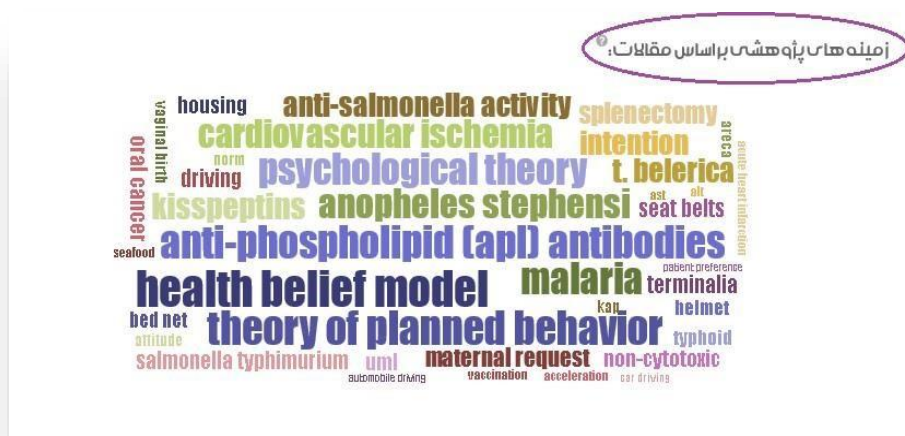 زمینه های پژوهشی براساس مقالات:
housing anti-salmonella activity splenectomy
vaginal birth
cardiovascular ischemia intention
areca
oral cancer
norm
driving psychological theory t. belerica
acute heart infarction
kisspeptins anopheles stephensi seat belts
ast alt
seafood anti-phospholipid (apl) antibodies
patient preference
health belief model malaria terminalia
kap helmet
bed net theory of planned behavior typhoid
attitude
salmonella typhimurium uml maternal request non-cytotoxic
automobile driving vaccination acceleration car driving